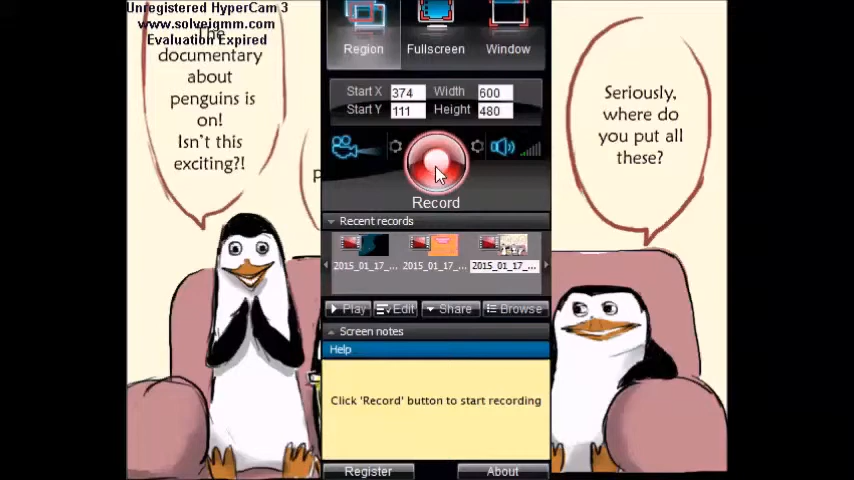 Unregistered HyperCam 3
www.solveigmm.com
Evaluation Expired
The
documentary
about
penguins is
on!
Isn't this
exciting?!
Region
Fullscreen
Window
Start X 374 Width 600
Start Y 111 Height 480
Record
Recent records
2015_01_17_... 2015_01_17_... 2015_01_17_...
Play Edit Share Browse
Screen notes
Help
Click 'Record' button to start recording
Register About
Seriously,
where do
you put all
these?